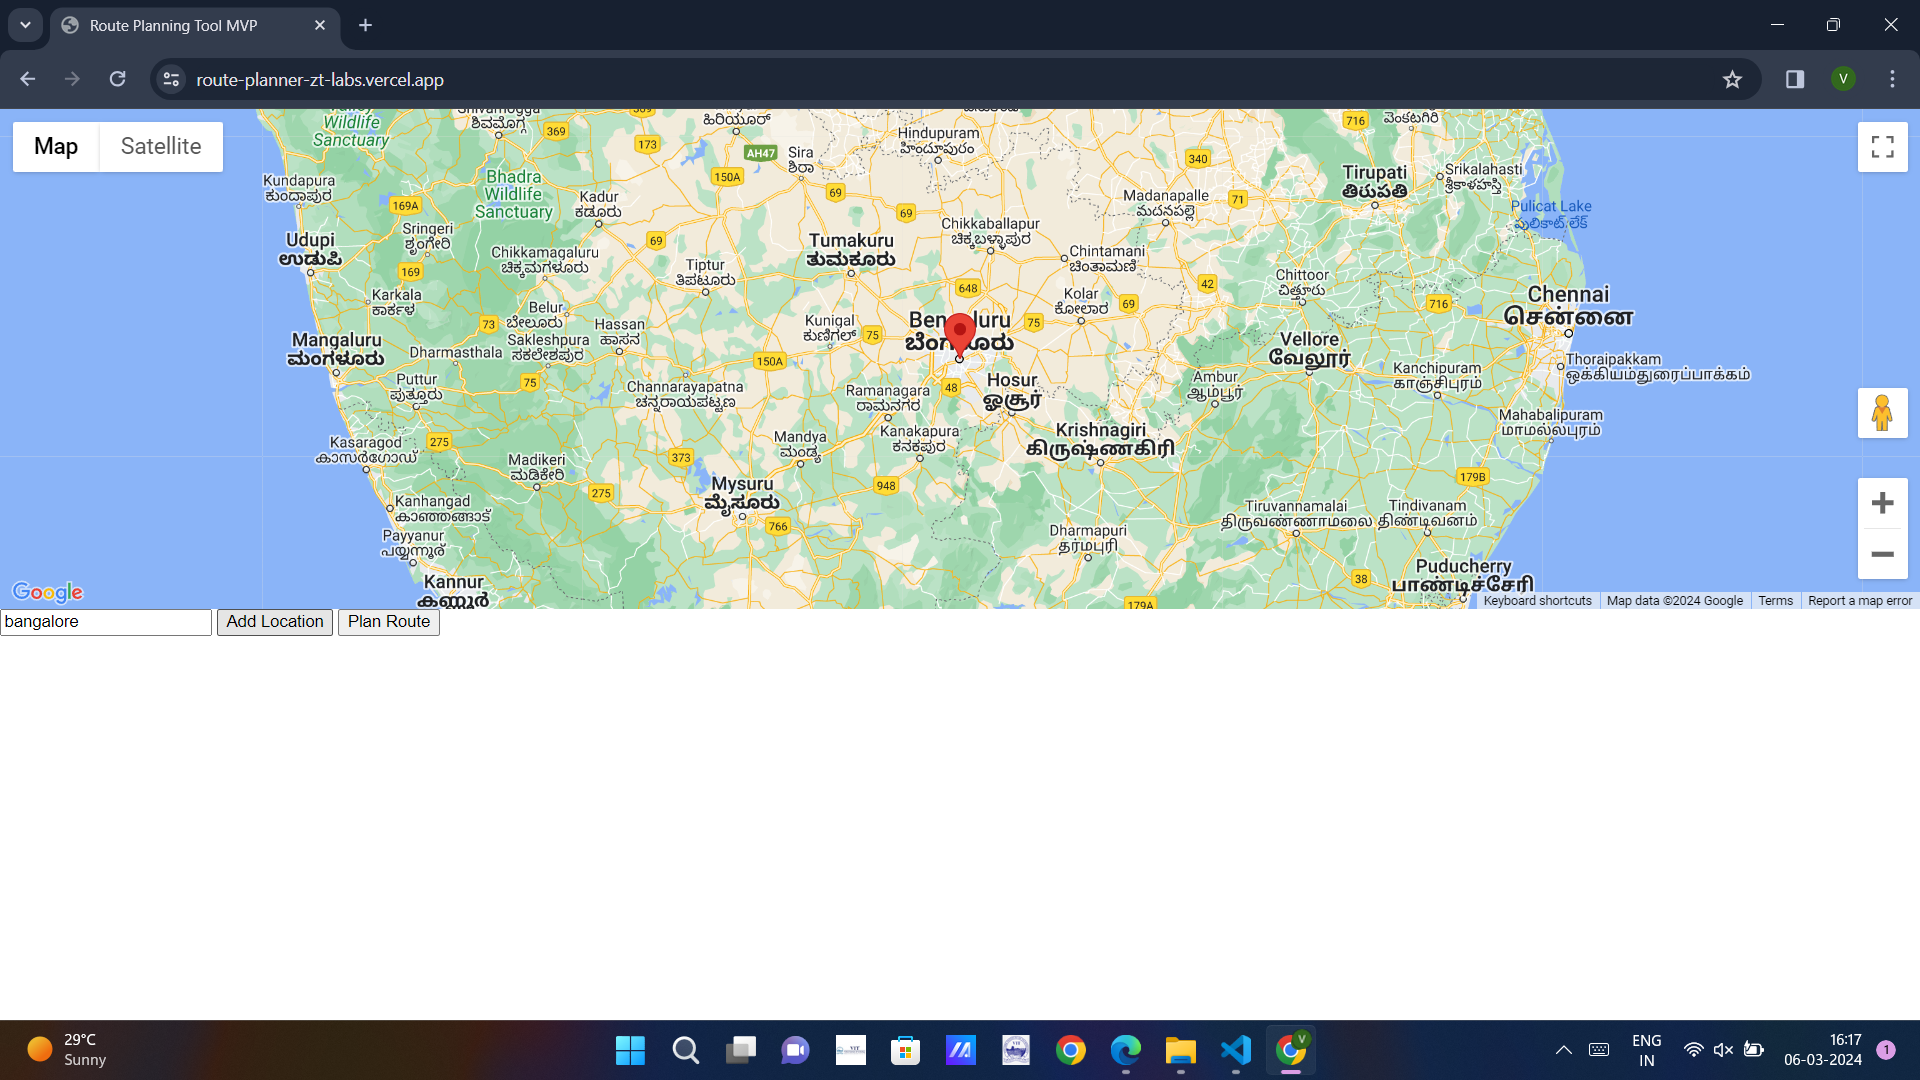 Route Planning Tool MVP
route-planner-zt-labs.vercel.app
V
Map
Satellite
Wildlife
Sanctuary
ಶಿವಮೊಗ್ಗ
369
173
AH47
Sira
ಶಿರಾ
ಹಿರಿಯೂರ್
Hindupuram
హిందూపురం
716
వెంకటగిరి
340
Tirupati
తిరుపతి
Srikalahasti
శ్రీకాళహస్తి
Kundapura
ಕುಂದಾಪುರ
Bhadra
Wildlife
Sanctuary
150A
69
Kadur
ಕಡೂರು
169A
69
Madanapalle
మదనపల్లె
71
Pulicat Lake
పులికాట్ లేక్
Sringeri
ಶೃಂಗೇರಿ
Udupi
ಉಡುಪಿ
69
Tumakuru
ತುಮಕೂರು
Chikkaballapur
ಚಿಕ್ಕಬಳ್ಳಾಪುರ
Chikkamagaluru
ಚಿಕ್ಕಮಗಳೂರು
Chintamani
ಚಿಂತಾಮಣಿ
169
Tiptur
ತಿಪಟೂರು
Chittoor
చిత్తూరు
42
648
Karkala
ಕಾರ್ಕಳ
Kolar
ಕೋಲಾರ
69
716
Chennai
சென்னை
Belur
ಬೇಲೂರು
73
Hassan
ಹಾಸನ
Kunigal
ಕುಣಿಗಲ್
75
75
Mangaluru
ಮಂಗಳೂರು
Sakleshpura
ಸಕಲೇಶಪುರ
Dharmasthala
150A
Vellore
வேலூர்
Thoraipakkam
ஒக்கியம்துரைப்பாக்கம்
Kanchipuram
காஞ்சிபுரம்
Puttur
ಪುತ್ತೂರು
75
Channarayapatna
ಚನ್ನರಾಯಪಟ್ಟಣ
Ramanagara
ರಾಮನಗರ
48
Hosur
ஓசூர்
Ambur
ஆம்பூர்
Mahabalipuram
மாமல்லபுரம்
Kasaragod
കാസർഗോഡ്
275
Mandya
ಮಂಡ್ಯ
Kanakapura
ಕನಕಪುರ
Krishnagiri
கிருஷ்ணகிரி
Madikeri
ಮಡಿಕೇರಿ
373
179B
275
Mysuru
ಮೈಸೂರು
948
Kanhangad
കാഞ്ഞങ്ങാട്
766
Tiruvannamalai
திருவண்ணாமலை
Tindivanam
திண்டிவனம்
Payyanur
പയ്യന്നൂർ
Dharmapuri
தர்மபுரி
Kannur
കണ്ണൂർ
Puducherry
பாண்டிச்சேரி
38
179A
Google
Keyboard shortcuts
Map data ©2024 Google
Terms
Report a map error
bangalore
Add Location
Plan Route
29°C
Sunny
V
ENG
IN
16:17
06-03-2024
1